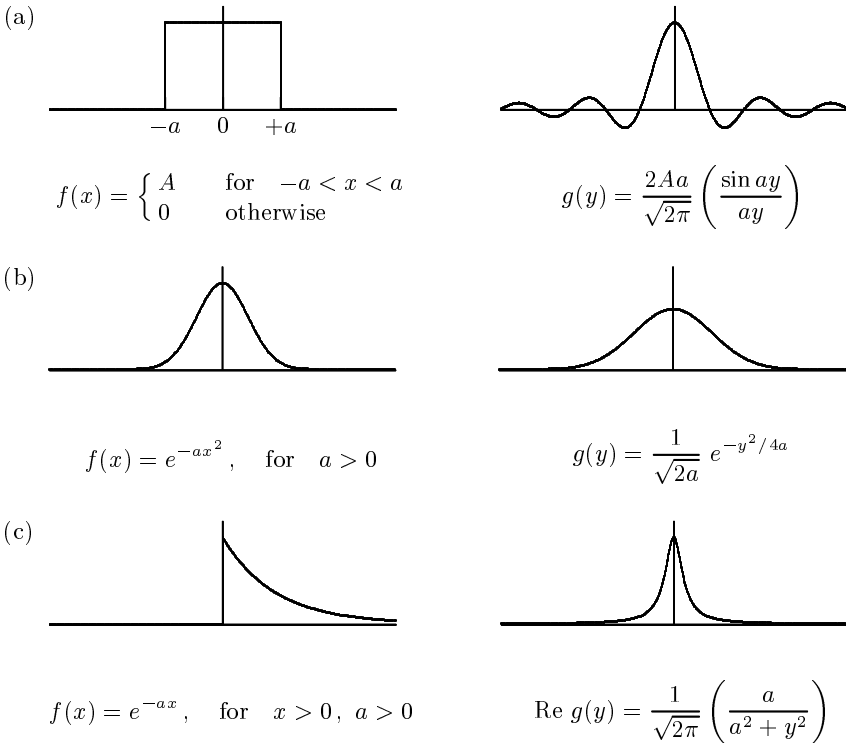 (a)
−a 0 +a
f(x) = { A for −a < x < a
0 otherwise
g(y) = 2Aa/√2π ( sin ay/ay )
(b)
f(x) = e^{−ax²} , for a > 0
g(y) = 1/√2a e^{−y²/4a}
(c)
f(x) = e^{−ax} , for x > 0 , a > 0
Re g(y) = 1/√2π ( a/a² + y² )